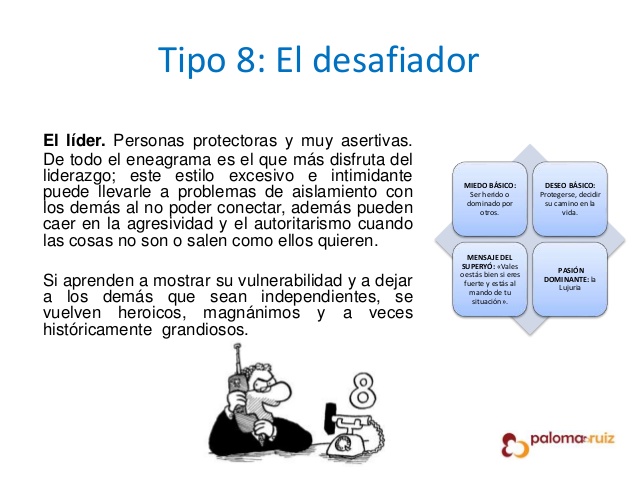 Tipo 8: El desafiador
El líder. Personas protectoras y muy asertivas.
De todo el eneagrama es el que más disfruta del
liderazgo; este estilo excesivo e intimidante
puede llevarle a problemas de aislamiento con
los demás al no poder conectar, además pueden
caer en la agresividad y el autoritarismo cuando
las cosas no son o salen como ellos quieren.
Si aprenden a mostrar su vulnerabilidad y a dejar
a los demás que sean independientes, se
vuelven heroicos, magnánimos y a veces
históricamente grandiosos.
MIEDO BÁSICO:
Ser herido o
dominado por
otros.
DESEO BÁSICO:
Protegerse, decidir
su camino en la
vida.
MENSAJE DEL
SUPERYÓ: «Vales
o estás bien si eres
fuerte y estás al
mando de tu
situación».
PASIÓN
DOMINANTE: la
Lujuria
8
paloma ruiz